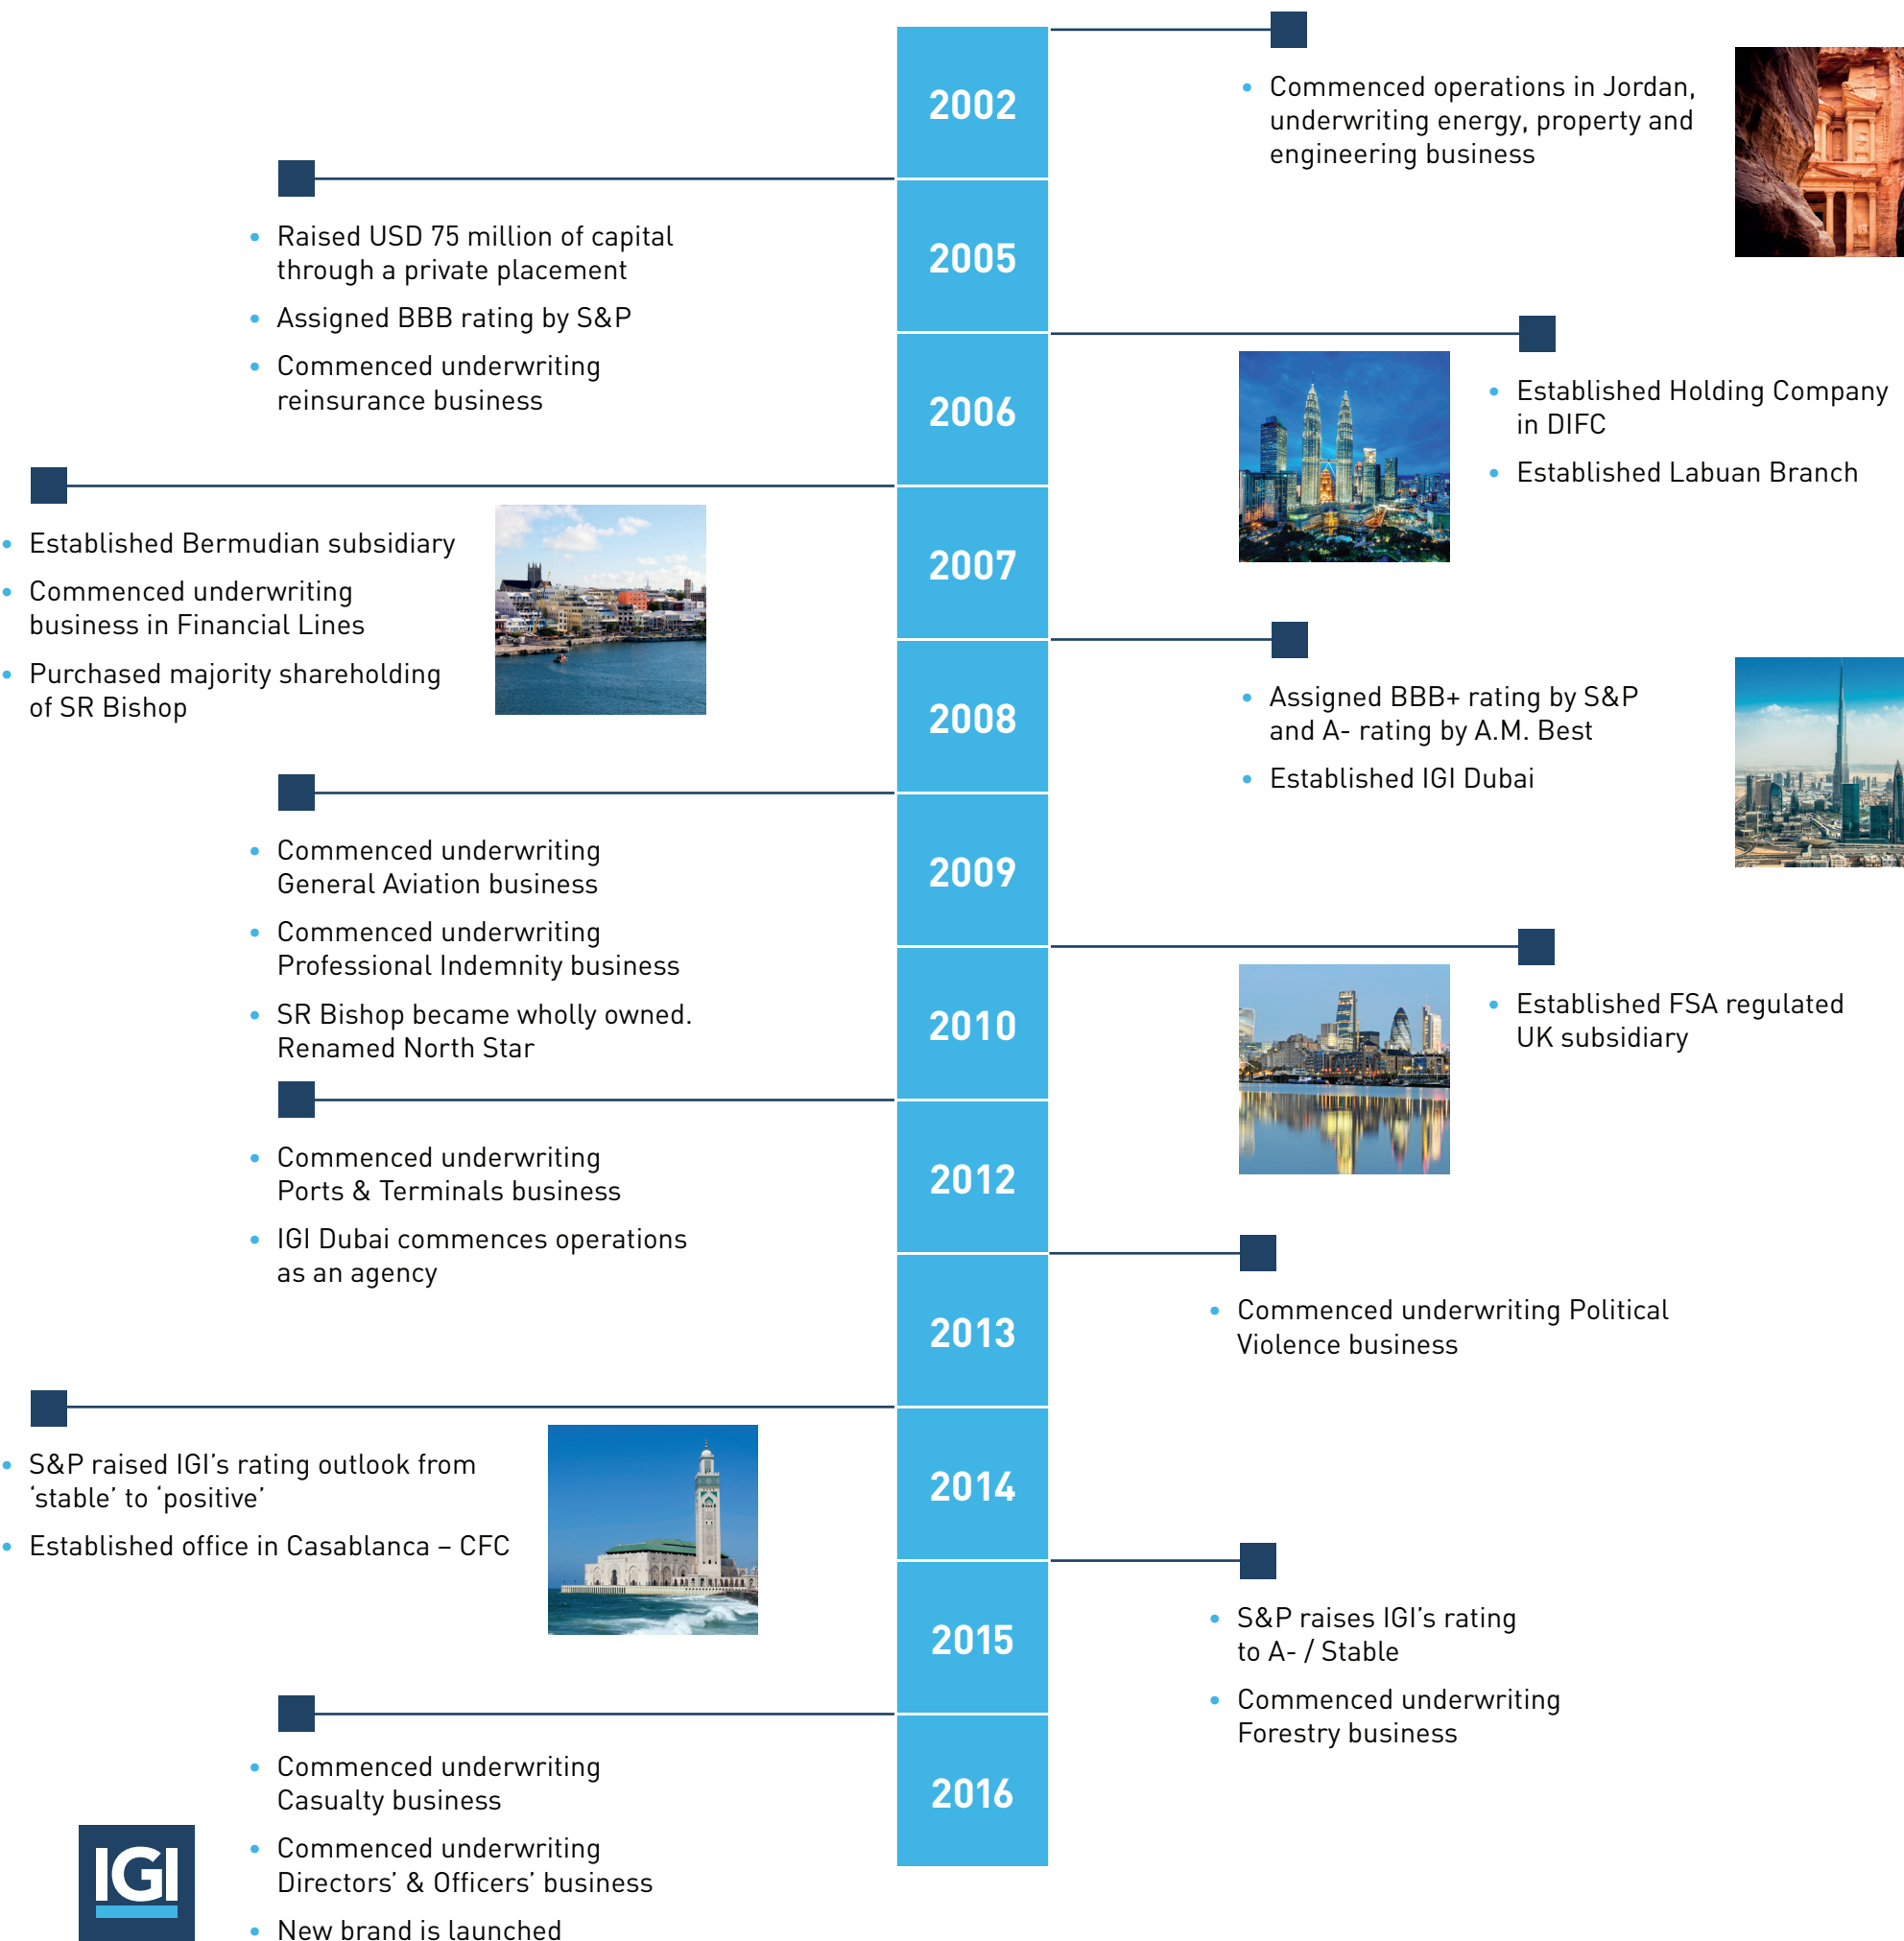 2002
• Commenced operations in Jordan,
underwriting energy, property and
engineering business
2005
• Raised USD 75 million of capital
through a private placement
• Assigned BBB rating by S&P
• Commenced underwriting
reinsurance business
2006
• Established Holding Company
in DIFC
• Established Labuan Branch
2007
• Established Bermudian subsidiary
• Commenced underwriting
business in Financial Lines
• Purchased majority shareholding
of SR Bishop
2008
• Assigned BBB+ rating by S&P
and A- rating by A.M. Best
• Established IGI Dubai
2009
• Commenced underwriting
General Aviation business
• Commenced underwriting
Professional Indemnity business
• SR Bishop became wholly owned.
Renamed North Star
2010
• Established FSA regulated
UK subsidiary
2012
• Commenced underwriting
Ports & Terminals business
• IGI Dubai commences operations
as an agency
2013
• Commenced underwriting Political
Violence business
2014
• S&P raised IGI’s rating outlook from
‘stable’ to ‘positive’
• Established office in Casablanca – CFC
2015
• S&P raises IGI’s rating
to A- / Stable
• Commenced underwriting
Forestry business
2016
• Commenced underwriting
Casualty business
• Commenced underwriting
Directors’ & Officers’ business
• New brand is launched
IGI